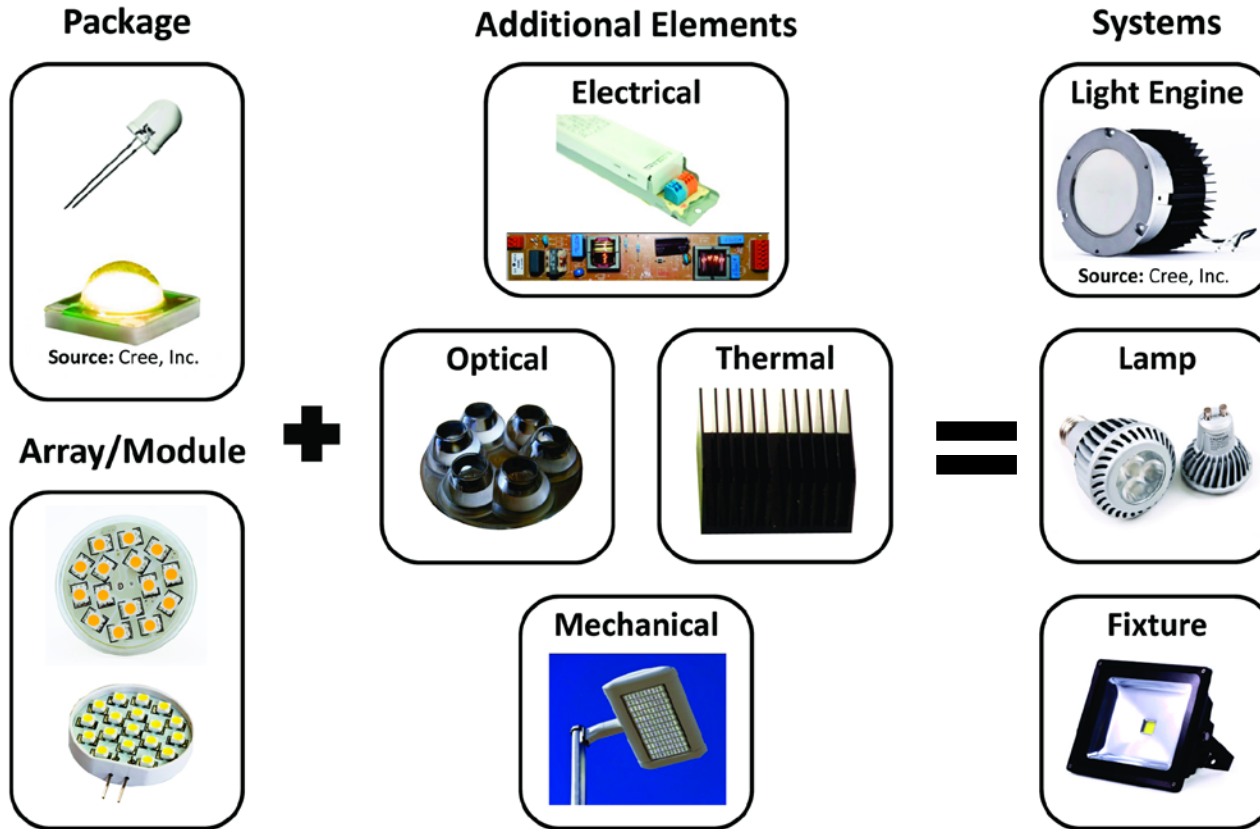 Package
Additional Elements
Systems
Source: Cree, Inc.
Array/Module
Electrical
Optical
Thermal
Mechanical
Light Engine
Source: Cree, Inc.
Lamp
Fixture